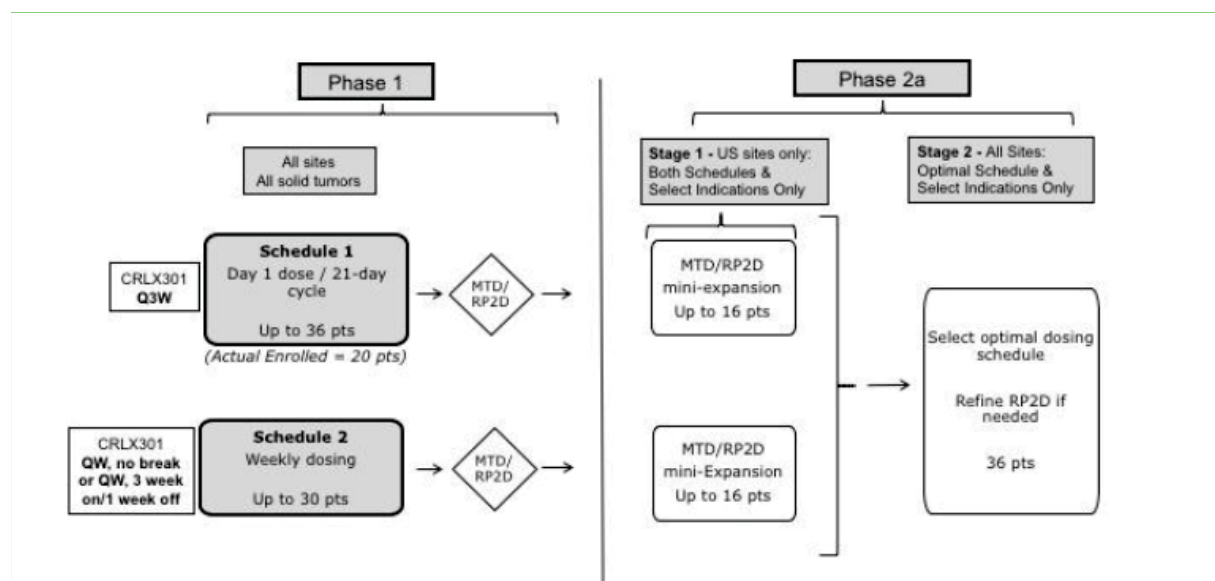 Phase 1
All sites
All solid tumors
CRLX301
Q3W
Schedule 1
Day 1 dose / 21-day
cycle
Up to 36 pts
(Actual Enrolled = 20 pts)
MTD/
RP2D
CRLX301
QW, no break
or QW, 3 week
on/1 week off
Schedule 2
Weekly dosing
Up to 30 pts
MTD/
RP2D
Phase 2a
Stage 1 - US sites only:
Both Schedules &
Select Indications Only
Stage 2 - All Sites:
Optimal Schedule &
Select Indications Only
MTD/RP2D
mini-expansion
Up to 16 pts
MTD/RP2D
mini-Expansion
Up to 16 pts
Select optimal dosing
schedule
Refine RP2D if
needed
36 pts